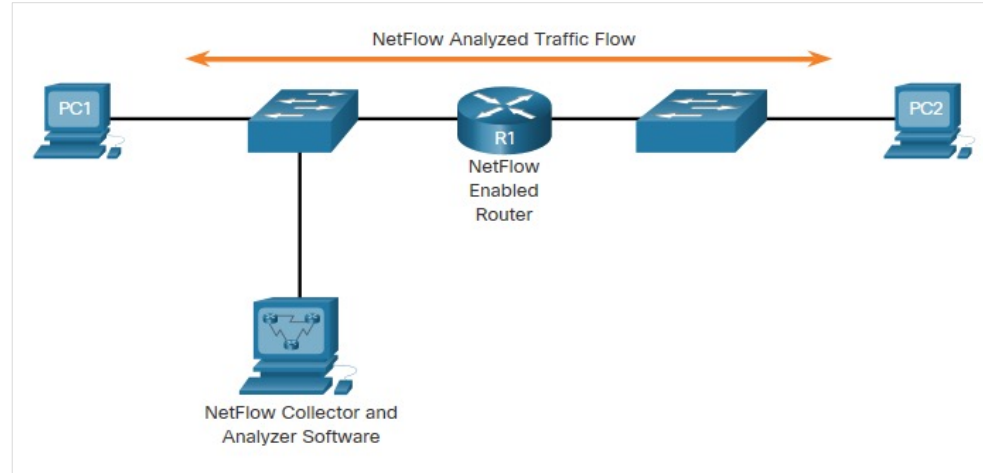 NetFlow Analyzed Traffic Flow
PC1
R1
PC2
NetFlow
Enabled
Router
NetFlow Collector and
Analyzer Software